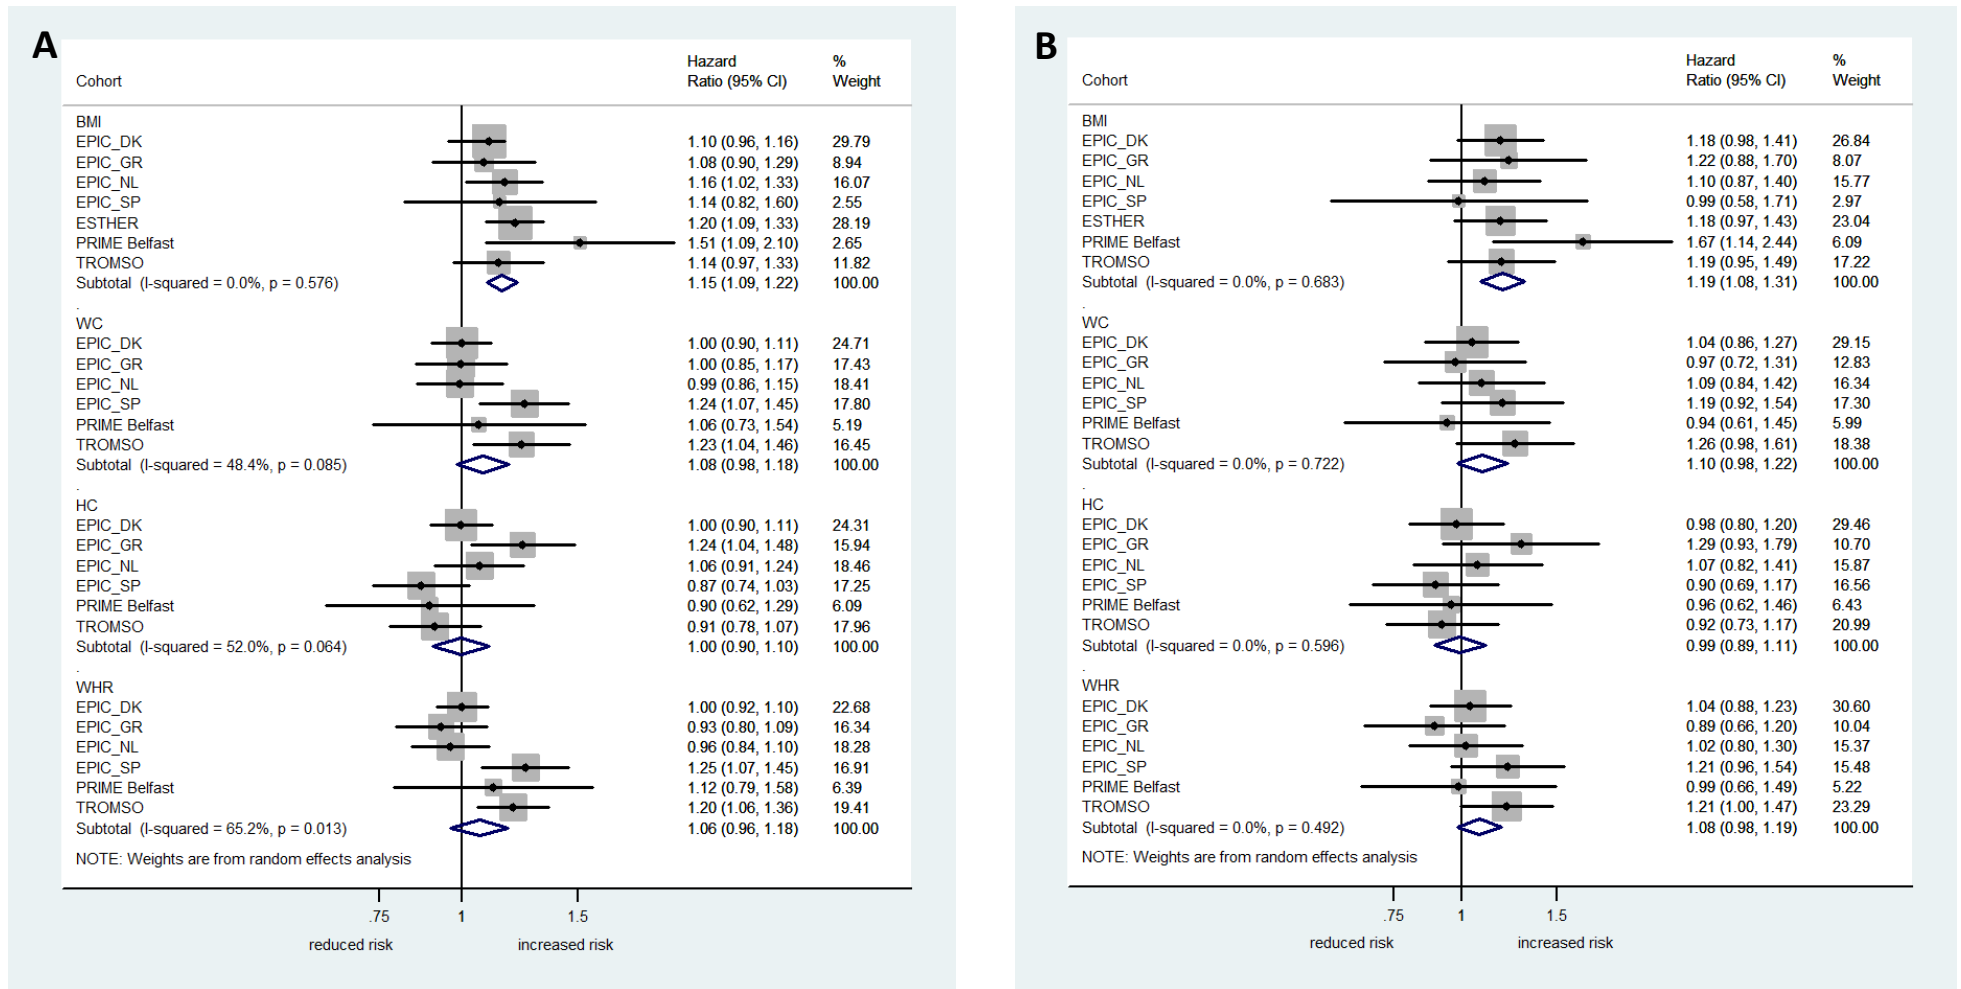 A
Hazard %
Cohort Ratio (95% CI) Weight
BMI
EPIC_DK 1.10 (0.96, 1.16) 29.79
EPIC_GR 1.08 (0.90, 1.29) 8.94
EPIC_NL 1.16 (1.02, 1.33) 16.07
EPIC_SP 1.14 (0.82, 1.60) 2.55
ESTHER 1.20 (1.09, 1.33) 28.19
PRIME Belfast 1.51 (1.09, 2.10) 2.65
TROMSO 1.14 (0.97, 1.33) 11.82
Subtotal (I-squared = 0.0%, p = 0.576) 1.15 (1.09, 1.22) 100.00
.
WC
EPIC_DK 1.00 (0.90, 1.11) 24.71
EPIC_GR 1.00 (0.85, 1.17) 17.43
EPIC_NL 0.99 (0.86, 1.15) 18.41
EPIC_SP 1.24 (1.07, 1.45) 17.80
PRIME Belfast 1.06 (0.73, 1.54) 5.19
TROMSO 1.23 (1.04, 1.46) 16.45
Subtotal (I-squared = 48.4%, p = 0.085) 1.08 (0.98, 1.18) 100.00
.
HC
EPIC_DK 1.00 (0.90, 1.11) 24.31
EPIC_GR 1.24 (1.04, 1.48) 15.94
EPIC_NL 1.06 (0.91, 1.24) 18.46
EPIC_SP 0.87 (0.74, 1.03) 17.25
PRIME Belfast 0.90 (0.62, 1.29) 6.09
TROMSO 0.91 (0.78, 1.07) 17.96
Subtotal (I-squared = 52.0%, p = 0.064) 1.00 (0.90, 1.10) 100.00
.
WHR
EPIC_DK 1.00 (0.92, 1.10) 22.68
EPIC_GR 0.93 (0.80, 1.09) 16.34
EPIC_NL 0.96 (0.84, 1.10) 18.28
EPIC_SP 1.25 (1.07, 1.45) 16.91
PRIME Belfast 1.12 (0.79, 1.58) 6.39
TROMSO 1.20 (1.06, 1.36) 19.41
Subtotal (I-squared = 65.2%, p = 0.013) 1.06 (0.96, 1.18) 100.00
NOTE: Weights are from random effects analysis
.75 1 1.5
reduced risk increased risk
B
Hazard %
Cohort Ratio (95% CI) Weight
BMI
EPIC_DK 1.18 (0.98, 1.41) 26.84
EPIC_GR 1.22 (0.88, 1.70) 8.07
EPIC_NL 1.10 (0.87, 1.40) 15.77
EPIC_SP 0.99 (0.58, 1.71) 2.97
ESTHER 1.18 (0.97, 1.43) 23.04
PRIME Belfast 1.67 (1.14, 2.44) 6.09
TROMSO 1.19 (0.95, 1.49) 17.22
Subtotal (I-squared = 0.0%, p = 0.683) 1.19 (1.08, 1.31) 100.00
.
WC
EPIC_DK 1.04 (0.86, 1.27) 29.15
EPIC_GR 0.97 (0.72, 1.31) 12.83
EPIC_NL 1.09 (0.84, 1.42) 16.34
EPIC_SP 1.19 (0.92, 1.54) 17.30
PRIME Belfast 0.94 (0.61, 1.45) 5.99
TROMSO 1.26 (0.98, 1.61) 18.38
Subtotal (I-squared = 0.0%, p = 0.722) 1.10 (0.98, 1.22) 100.00
.
HC
EPIC_DK 0.98 (0.80, 1.20) 29.46
EPIC_GR 1.29 (0.93, 1.79) 10.70
EPIC_NL 1.07 (0.82, 1.41) 15.87
EPIC_SP 0.90 (0.69, 1.17) 16.56
PRIME Belfast 0.96 (0.62, 1.46) 6.43
TROMSO 0.92 (0.73, 1.17) 20.99
Subtotal (I-squared = 0.0%, p = 0.596) 0.99 (0.89, 1.11) 100.00
.
WHR
EPIC_DK 1.04 (0.88, 1.23) 30.60
EPIC_GR 0.89 (0.66, 1.20) 10.04
EPIC_NL 1.02 (0.80, 1.30) 15.37
EPIC_SP 1.21 (0.96, 1.54) 15.48
PRIME Belfast 0.99 (0.66, 1.49) 5.22
TROMSO 1.21 (1.00, 1.47) 23.29
Subtotal (I-squared = 0.0%, p = 0.492) 1.08 (0.98, 1.19) 100.00
NOTE: Weights are from random effects analysis
.75 1 1.5
reduced risk increased risk